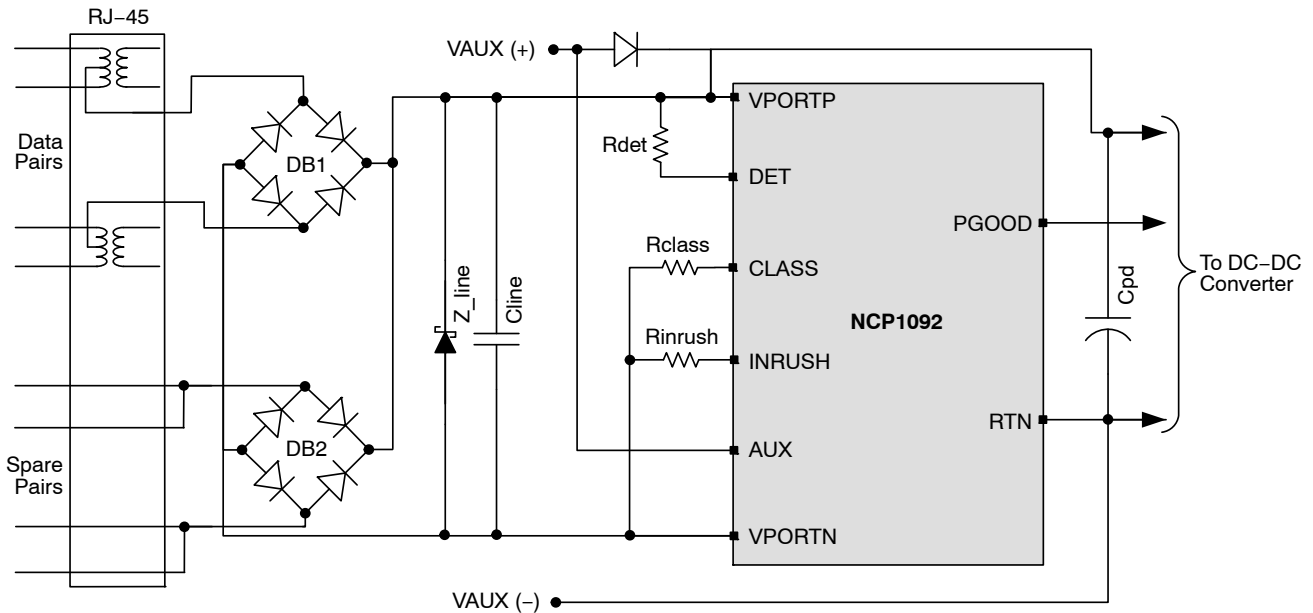 RJ−45
VAUX (+)
Data
Pairs
DB1
Rdet
VPORTP
DET
PGOOD
Rclass
CLASS
To DC−DC
Converter
Z_line
Cline
Cpd
NCP1092
Rinrush
INRUSH
RTN
DB2
AUX
Spare
Pairs
VPORTN
VAUX (−)